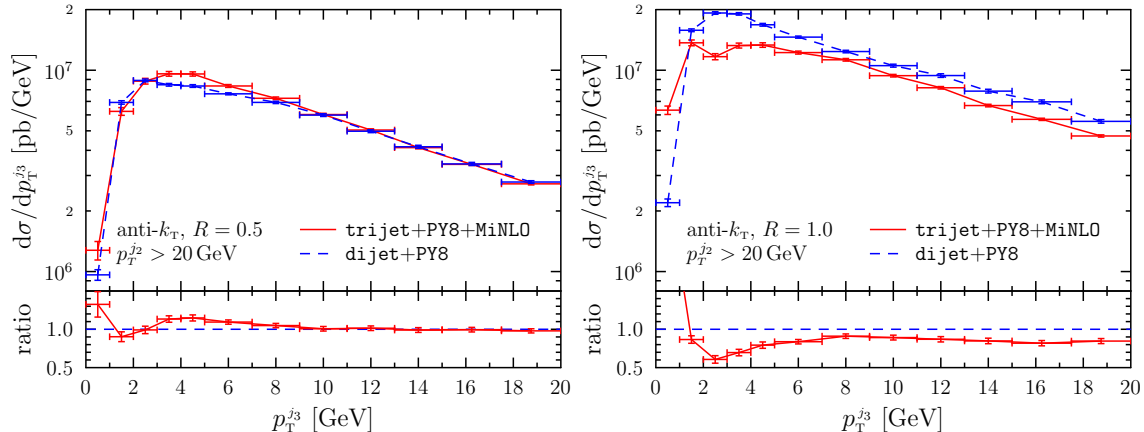 dσ/dp_T^{j_3} [pb/GeV]
10^7
5
2
10^6
anti-k_T, R = 0.5
p_T^{j_2} > 20 GeV
trijet+PY8+MiNLO
dijet+PY8
ratio
1.0
0.5
0 2 4 6 8 10 12 14 16 18 20
p_T^{j_3} [GeV]
dσ/dp_T^{j_3} [pb/GeV]
2
10^7
5
2
10^6
anti-k_T, R = 1.0
p_T^{j_2} > 20 GeV
trijet+PY8+MiNLO
dijet+PY8
ratio
1.0
0.5
0 2 4 6 8 10 12 14 16 18 20
p_T^{j_3} [GeV]
2